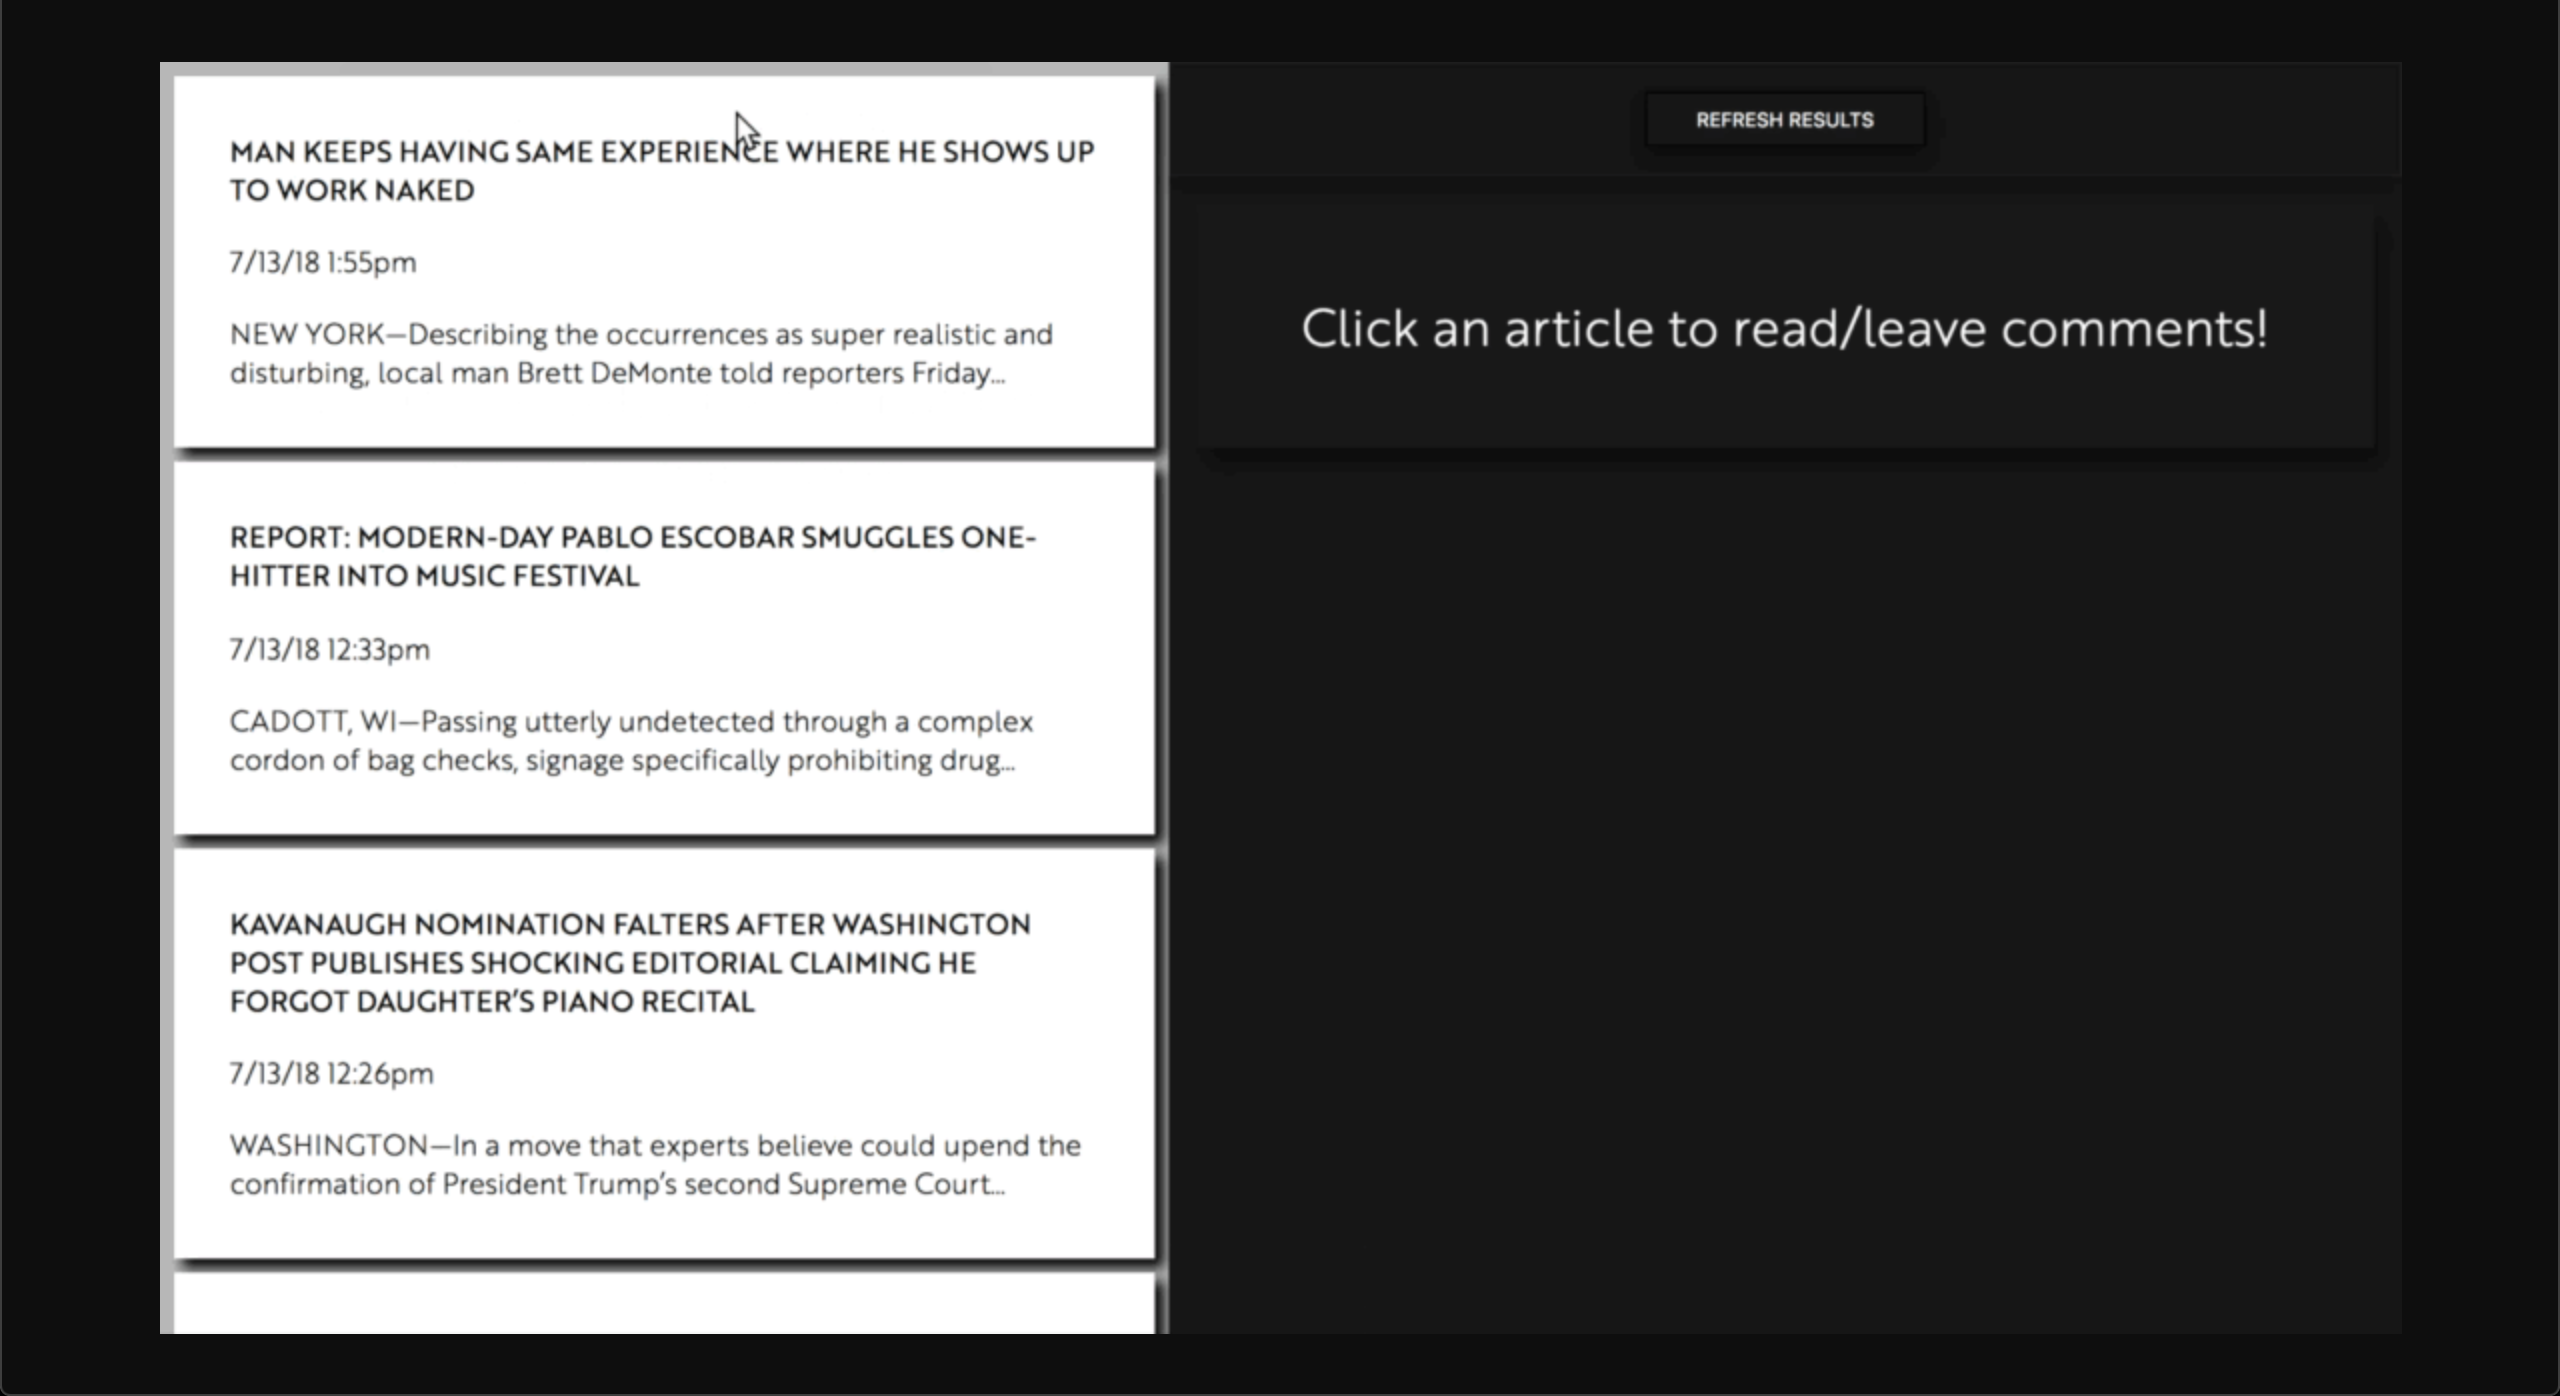 MAN KEEPS HAVING SAME EXPERIENCE WHERE HE SHOWS UP
TO WORK NAKED
7/13/18 1:55pm
NEW YORK—Describing the occurrences as super realistic and
disturbing, local man Brett DeMonte told reporters Friday...
REPORT: MODERN-DAY PABLO ESCOBAR SMUGGLES ONE-
HITTER INTO MUSIC FESTIVAL
7/13/18 12:33pm
CADOTT, WI—Passing utterly undetected through a complex
cordon of bag checks, signage specifically prohibiting drug...
KAVANAUGH NOMINATION FALTERS AFTER WASHINGTON
POST PUBLISHES SHOCKING EDITORIAL CLAIMING HE
FORGOT DAUGHTER’S PIANO RECITAL
7/13/18 12:26pm
WASHINGTON—In a move that experts believe could upend the
confirmation of President Trump’s second Supreme Court...
REFRESH RESULTS
Click an article to read/leave comments!